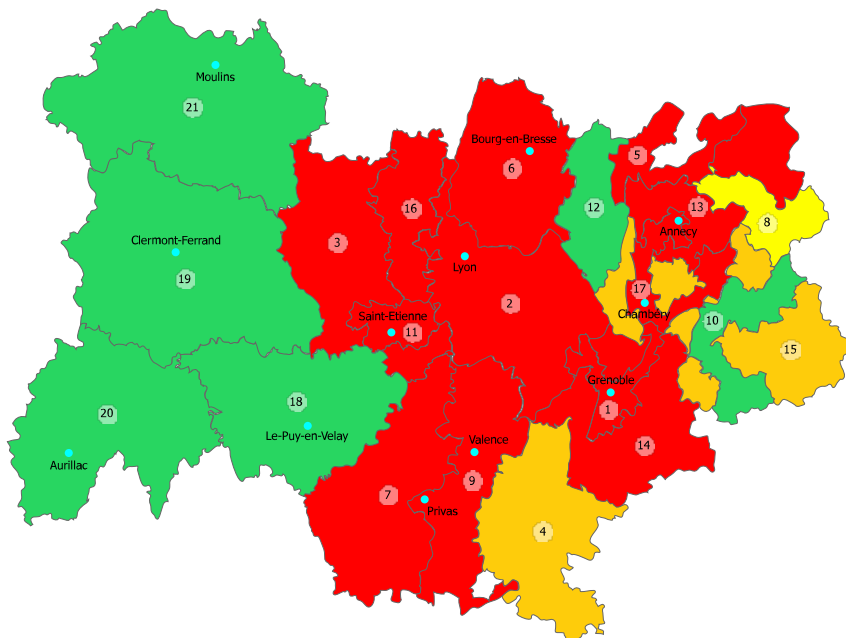 Moulins
21
Bourg-en-Bresse
6
5
16
12
13
Annecy
8
Clermont-Ferrand
19
3
Lyon
17
Chambéry
10
2
Saint-Etienne
11
15
Grenoble
1
18
20
Le-Puy-en-Velay
Aurillac
Valence
14
9
7
Privas
4